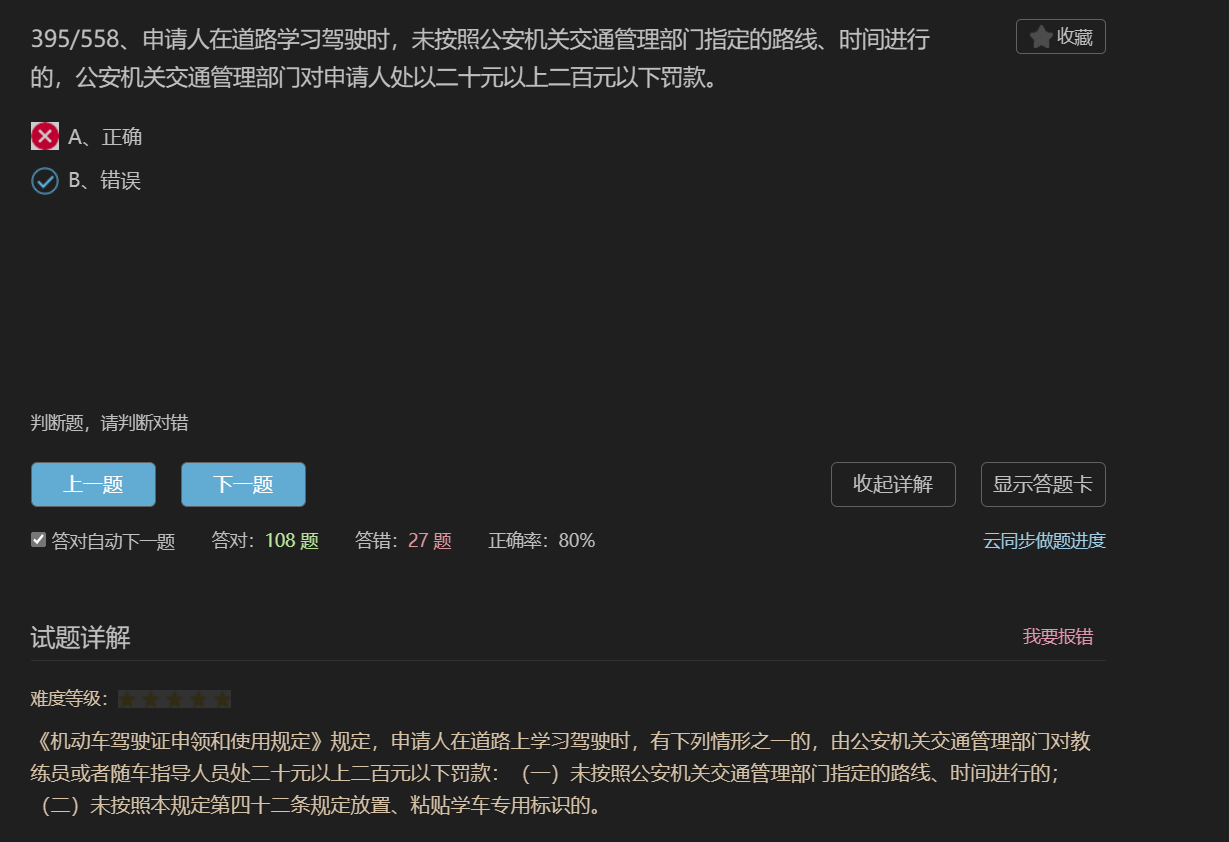 395/558、申请人在道路学习驾驶时，未按照公安机关交通管理部门指定的路线、时间进行
的，公安机关交通管理部门对申请人处以二十元以上二百元以下罚款。
收藏
A、正确
B、错误
判断题，请判断对错
上一题 下一题 收起详解 显示答题卡
答对自动下一题 答对：108 题 答错：27 题 正确率：80% 云同步做题进度
试题详解 我要报错
难度等级：
《机动车驾驶证申领和使用规定》规定，申请人在道路上学习驾驶时，有下列情形之一的，由公安机关交通管理部门对教
练员或者随车指导人员处二十元以上二百元以下罚款：（一）未按照公安机关交通管理部门指定的路线、时间进行的；
（二）未按照本规定第四十二条规定放置、粘贴学车专用标识的。